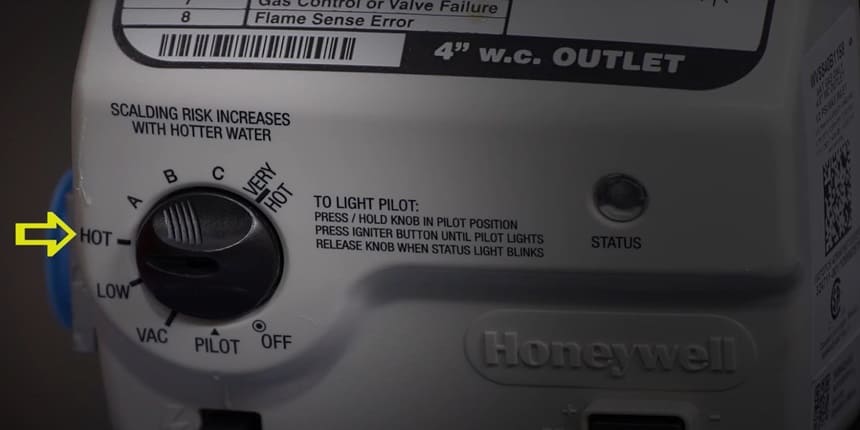 Gas Control or Valve Failure
8 Flame Sense Error
4" w.c. OUTLET
SCALDING RISK INCREASES
WITH HOTTER WATER
A B C VERY HOT
HOT
LOW
VAC
PILOT
OFF
TO LIGHT PILOT:
PRESS / HOLD KNOB IN PILOT POSITION
PRESS IGNITER BUTTON UNTIL PILOT LIGHTS
RELEASE KNOB WHEN STATUS LIGHT BLINKS
STATUS
Honeywell